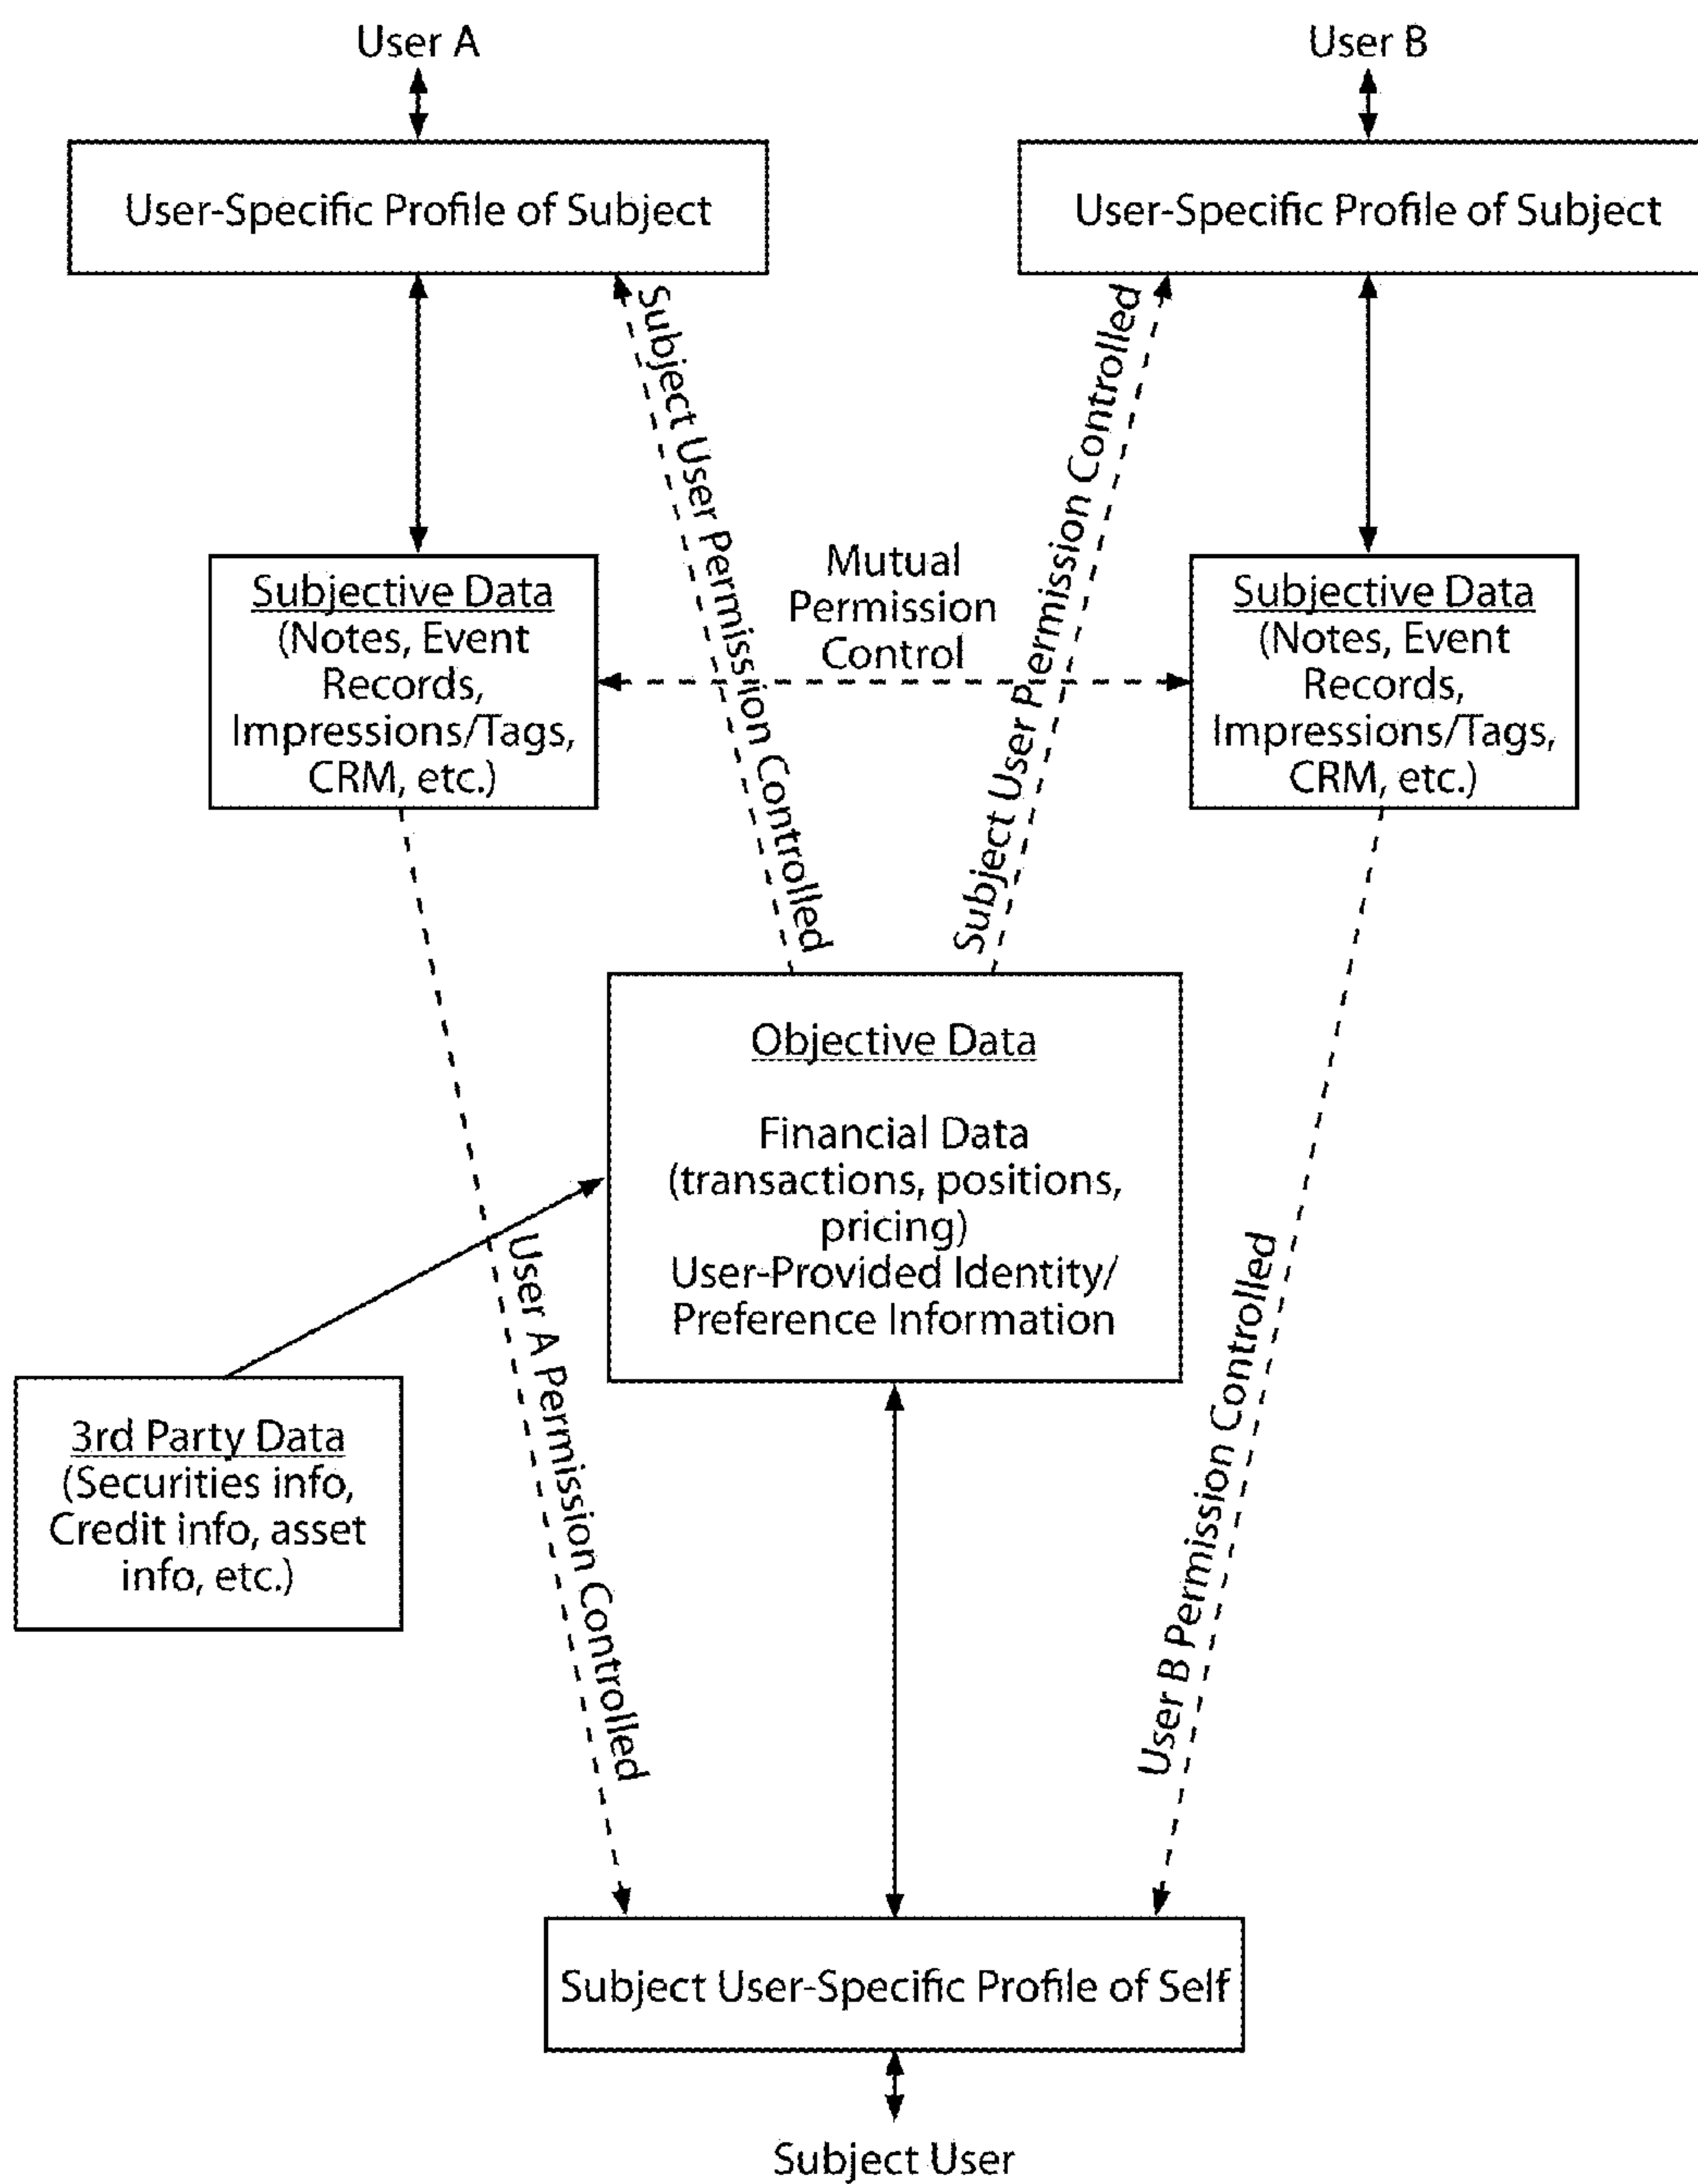 User A
User B
User-Specific Profile of Subject
User-Specific Profile of Subject
Subject User Permission Controlled
Subject User Permission Controlled
Subjective Data
(Notes, Event
Records,
Impressions/Tags,
CRM, etc.)
Mutual
Permission
Control
Subjective Data
(Notes, Event
Records,
Impressions/Tags,
CRM, etc.)
Objective Data
Financial Data
(transactions, positions,
pricing)
User-Provided Identity/
Preference Information
User A Permission Controlled
User B Permission Controlled
3rd Party Data
(Securities info,
Credit info, asset
info, etc.)
Subject User-Specific Profile of Self
Subject User